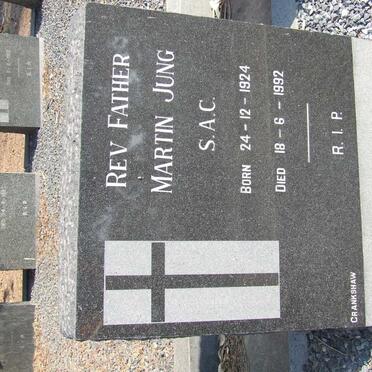 REV FATHER
MARTIN JUNG
S.A.C.
BORN 24-12-1924
DIED 18-6-1992
R.I.P.
CRANKSHAW